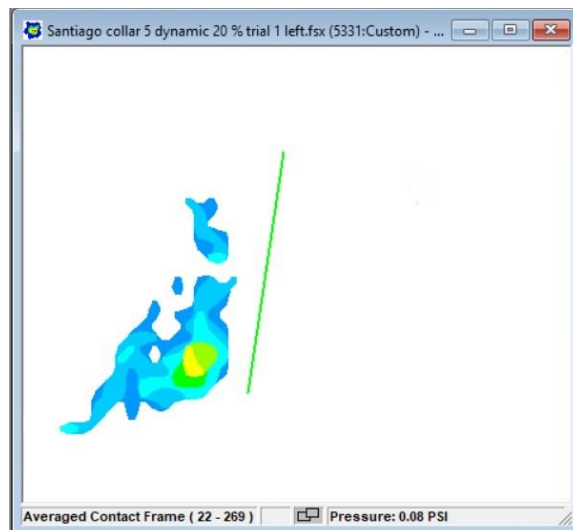 Santiago collar 5 dynamic 20 % trial 1 left.fsx (5331:Custom) - ...
Averaged Contact Frame ( 22 - 269 ) Pressure: 0.08 PSI